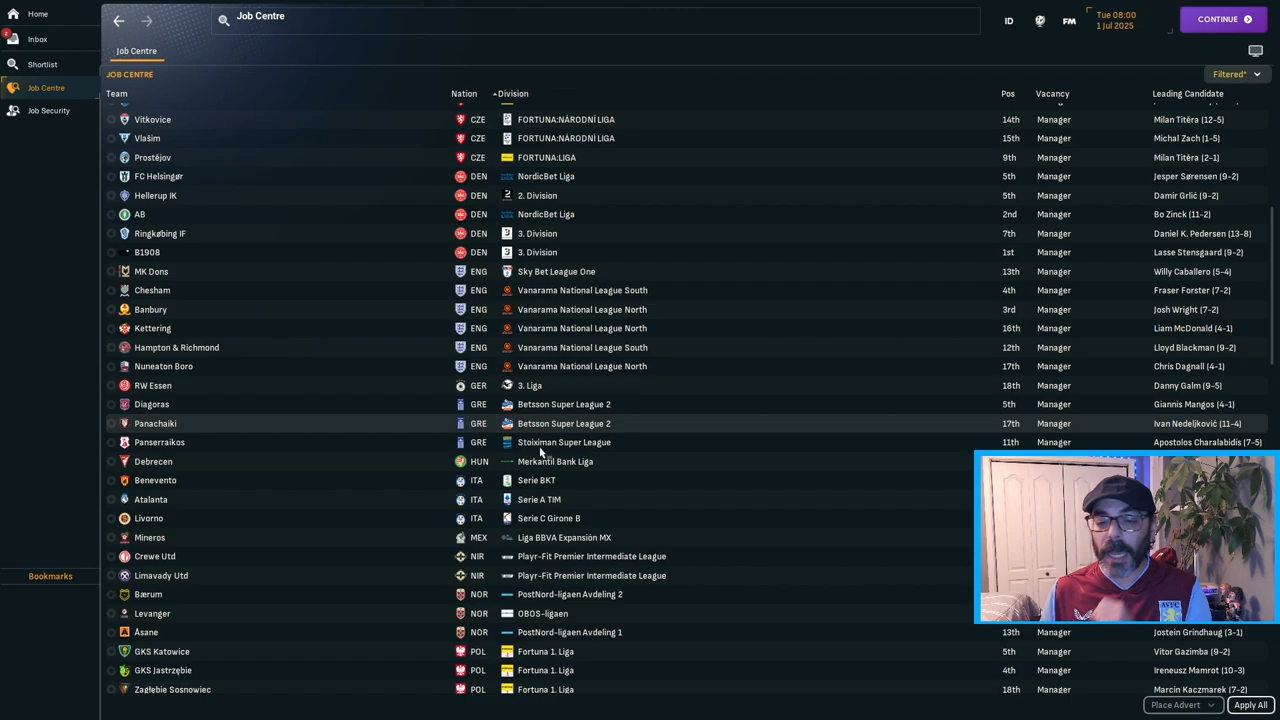 Home
Job Centre
ID FM Tue 08:00 1 Jul 2025 CONTINUE
2 Inbox
Shortlist
Job Centre
Job Security
Bookmarks
Job Centre
JOB CENTRE Filtered*
Team Nation Division Pos Vacancy Leading Candidate
Vítkovice CZE FORTUNA:NÁRODNÍ LIGA 14th Manager Milan Titěra (12-5)
Vlašim CZE FORTUNA:NÁRODNÍ LIGA 15th Manager Michal Zach (1-5)
Prostějov CZE FORTUNA:LIGA 9th Manager Milan Titěra (2-1)
FC Helsingør DEN NordicBet Liga 5th Manager Jesper Sørensen (9-2)
Hellerup IK DEN 2. Division 5th Manager Damir Grlić (9-2)
AB DEN NordicBet Liga 2nd Manager Bo Zinck (11-2)
Ringkøbing IF DEN 3. Division 7th Manager Daniel K. Pedersen (13-8)
B1908 DEN 3. Division 1st Manager Lasse Stensgaard (9-2)
MK Dons ENG Sky Bet League One 13th Manager Willy Caballero (5-4)
Chesham ENG Vanarama National League South 4th Manager Fraser Forster (7-2)
Banbury ENG Vanarama National League North 3rd Manager Josh Wright (7-2)
Kettering ENG Vanarama National League North 16th Manager Liam McDonald (4-1)
Hampton & Richmond ENG Vanarama National League South 12th Manager Lloyd Blackman (9-2)
Nuneaton Boro ENG Vanarama National League North 17th Manager Chris Dagnall (4-1)
RW Essen GER 3. Liga 18th Manager Danny Galm (9-5)
Diagoras GRE Betsson Super League 2 5th Manager Giannis Mangos (4-1)
Panachaiki GRE Betsson Super League 2 17th Manager Ivan Nedeljković (11-4)
Panserraikos GRE Stoiximan Super League 11th Manager Apostolos Charalabidis (7-5)
Debrecen HUN Merkantil Bank Liga
Benevento ITA Serie BKT
Atalanta ITA Serie A TIM
Livorno ITA Serie C Girone B
Mineros MEX Liga BBVA Expansión MX
Crewe Utd NIR Playr-Fit Premier Intermediate League
Limavady Utd NIR Playr-Fit Premier Intermediate League
Bærum NOR PostNord-ligaen Avdeling 2
Levanger NOR OBOS-ligaen
Åsane NOR PostNord-ligaen Avdeling 1 13th Manager Jostein Grindhaug (3-1)
GKS Katowice POL Fortuna 1. Liga 5th Manager Vitor Gazimba (9-2)
GKS Jastrzębie POL Fortuna 1. Liga 4th Manager Ireneusz Mamrot (10-3)
Zagłębie Sosnowiec POL Fortuna 1. Liga 18th Manager Marcin Kaczmarek (7-2)
AVFC
Place Advert Apply All